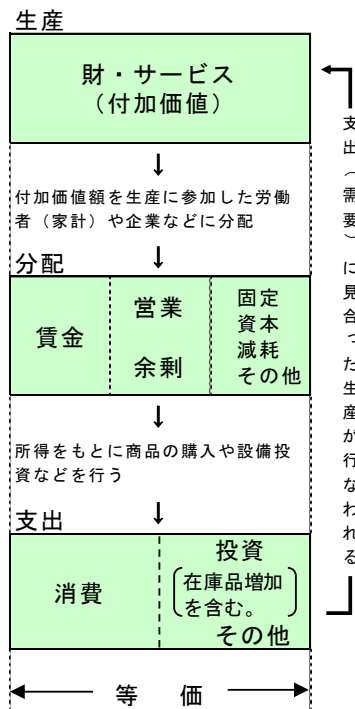 生産
財・サービス
（付加価値）
付加価値額を生産に参加した労働
者（家計）や企業などに分配
分配
賃金
営業
余剰
固定
資本
減耗
その他
所得をもとに商品の購入や設備投
資などを行う
支出
消費
投資
在庫品増加
を含む。
その他
等　価
支出（需要）に見合った生産が行なわれる